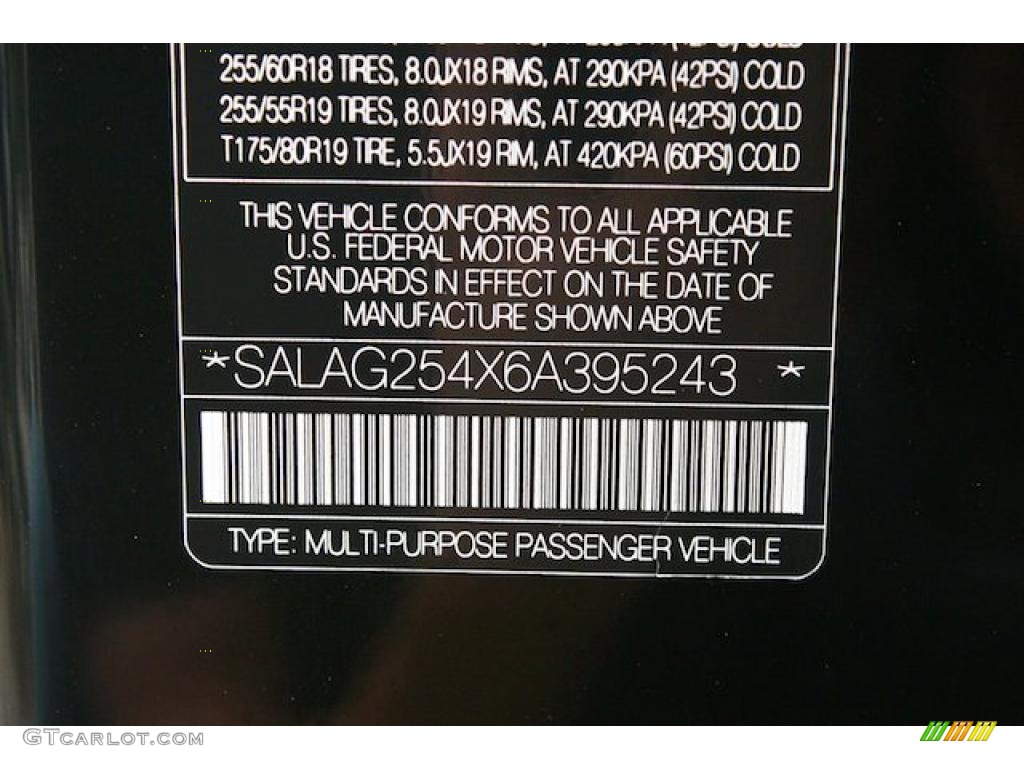 255/60R18 TIRES, 8.0JX18 RIMS, AT 290KPA (42PSI) COLD
255/55R19 TIRES, 8.0JX19 RIMS, AT 290KPA (42PSI) COLD
T175/80R19 TIRE, 5.5JX19 RIM, AT 420KPA (60PSI) COLD
THIS VEHICLE CONFORMS TO ALL APPLICABLE
U.S. FEDERAL MOTOR VEHICLE SAFETY
STANDARDS IN EFFECT ON THE DATE OF
MANUFACTURE SHOWN ABOVE
*SALAG254X6A395243 *
TYPE: MULTI-PURPOSE PASSENGER VEHICLE
GTCARLOT.COM